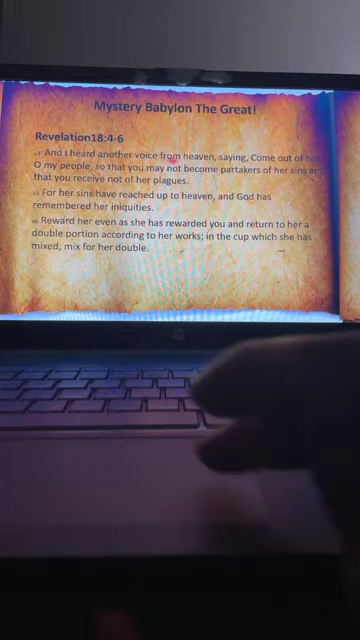 Mystery Babylon The Great!
Revelation18:4-6
And I heard another voice from heaven, saying, Come out of her
O my people, so that you may not become partakers of her sins and
that you receive not of her plagues.
For her sins have reached up to heaven, and God has
remembered her iniquities.
Reward her even as she has rewarded you and return to her a
double portion according to her works; in the cup which she has
mixed, mix for her double.